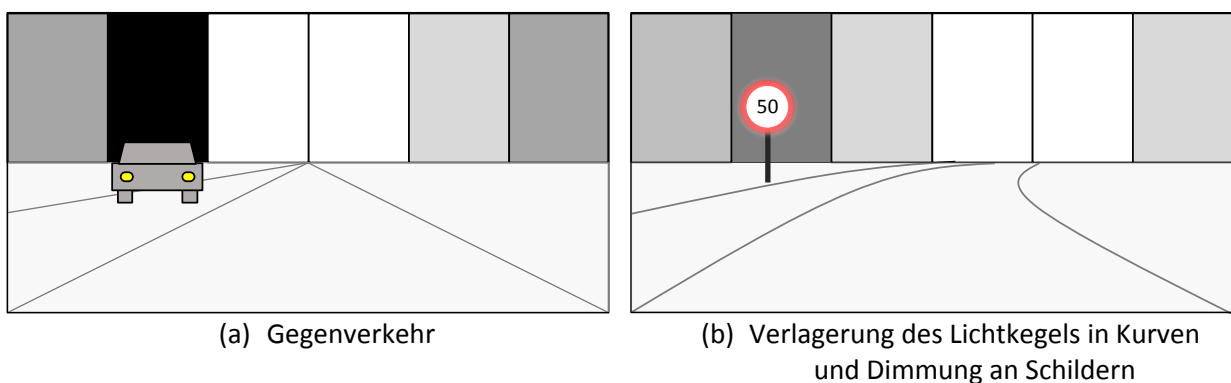 50
(a) Gegenverkehr
(b) Verlagerung des Lichtkegels in Kurven
und Dimmung an Schildern